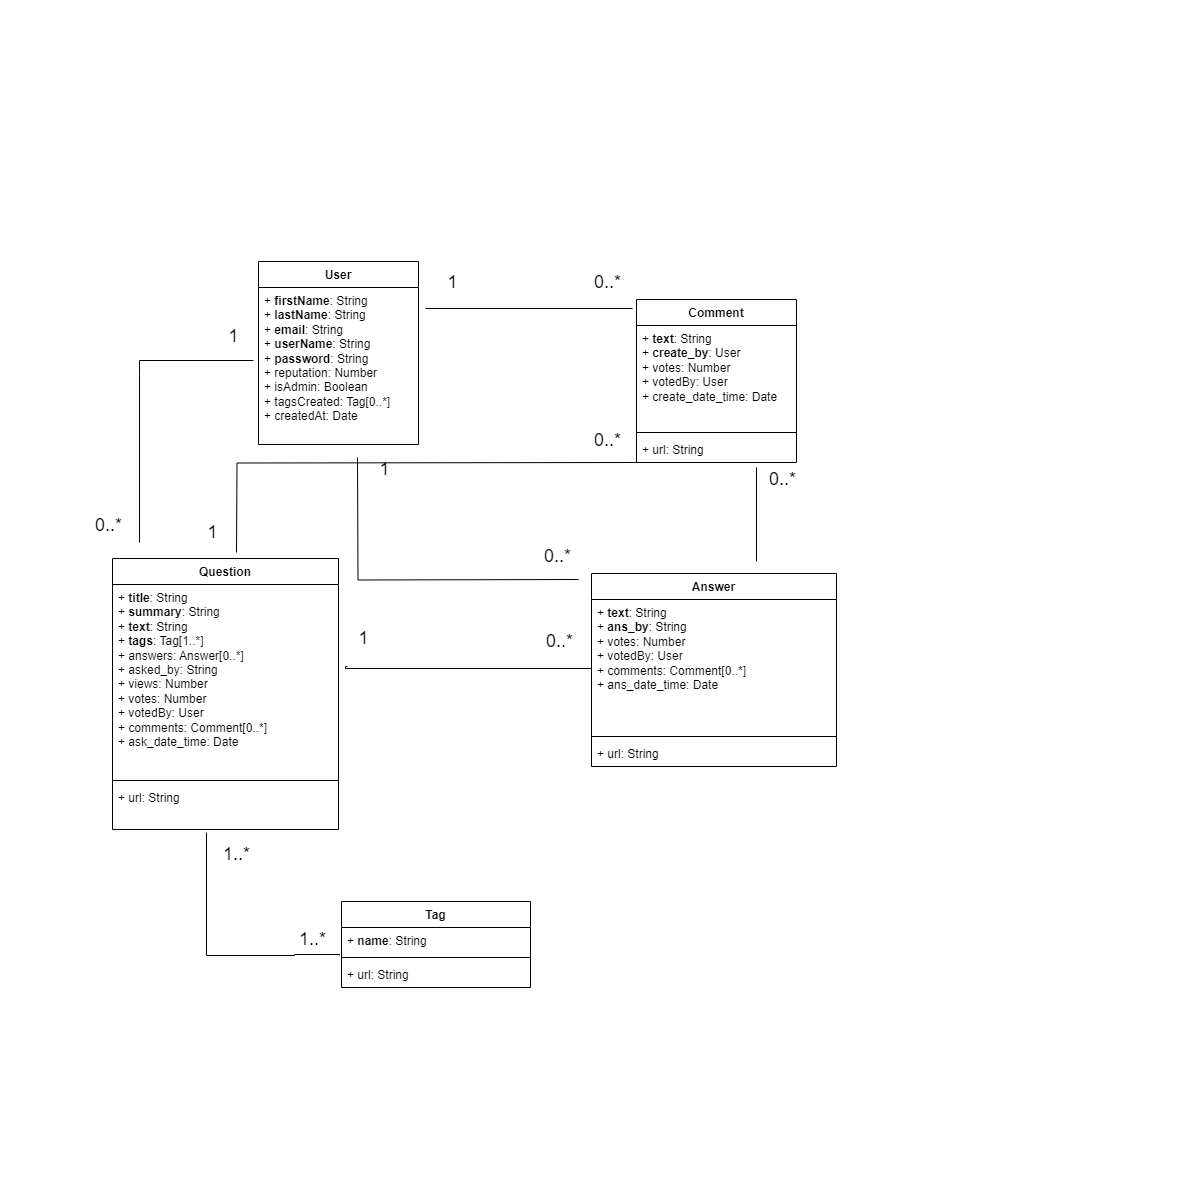 User
+ firstName: String
+ lastName: String
+ email: String
+ userName: String
+ password: String
+ reputation: Number
+ isAdmin: Boolean
+ tagsCreated: Tag[0..*]
+ createdAt: Date
1
0..*
Comment
+ text: String
+ create_by: User
+ votes: Number
+ votedBy: User
+ create_date_time: Date
+ url: String
1
0..*
1
0..*
0..*
1
0..*
Question
+ title: String
+ summary: String
+ text: String
+ tags: Tag[1..*]
+ answers: Answer[0..*]
+ asked_by: String
+ views: Number
+ votes: Number
+ votedBy: User
+ comments: Comment[0..*]
+ ask_date_time: Date
+ url: String
1
0..*
Answer
+ text: String
+ ans_by: String
+ votes: Number
+ votedBy: User
+ comments: Comment[0..*]
+ ans_date_time: Date
+ url: String
1..*
1..*
Tag
+ name: String
+ url: String